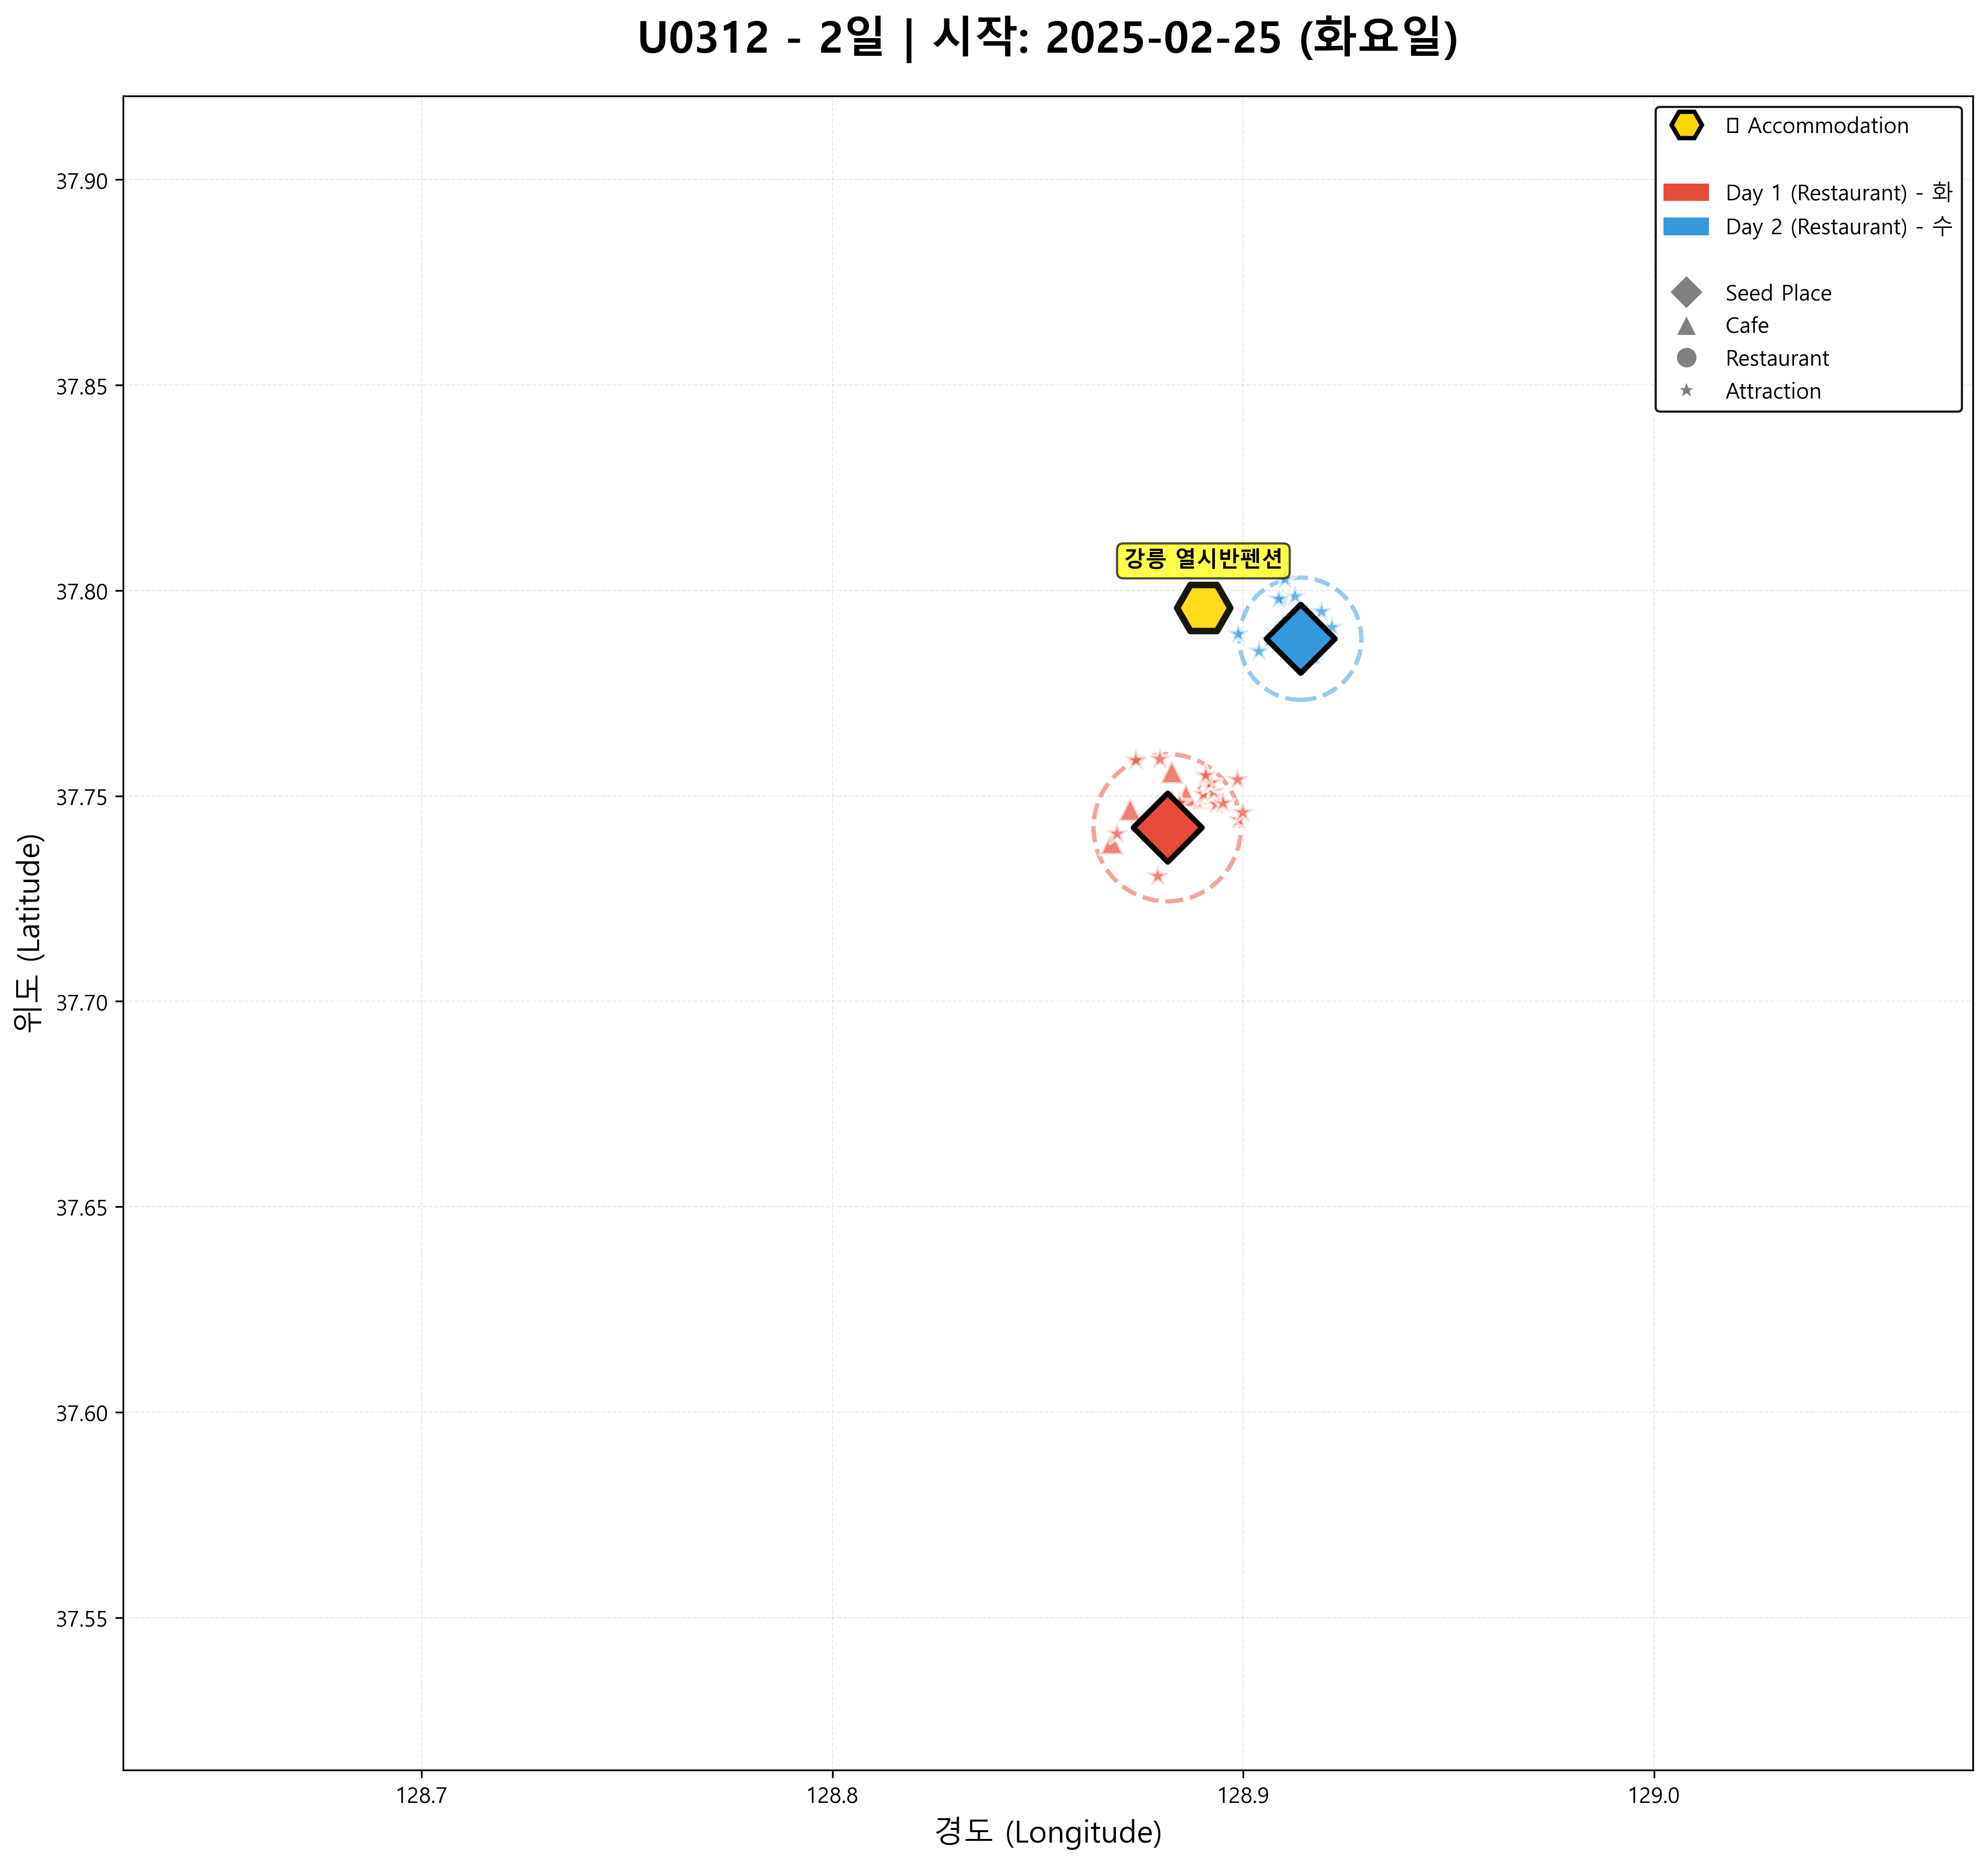 U0312 - 2일 | 시작: 2025-02-25 (화요일)
Accommodation
Day 1 (Restaurant) - 화
Day 2 (Restaurant) - 수
Seed Place
Cafe
Restaurant
Attraction
강릉 열시반펜션
37.90
37.85
37.80
37.75
37.70
37.65
37.60
37.55
위도 (Latitude)
128.7
128.8
128.9
129.0
경도 (Longitude)